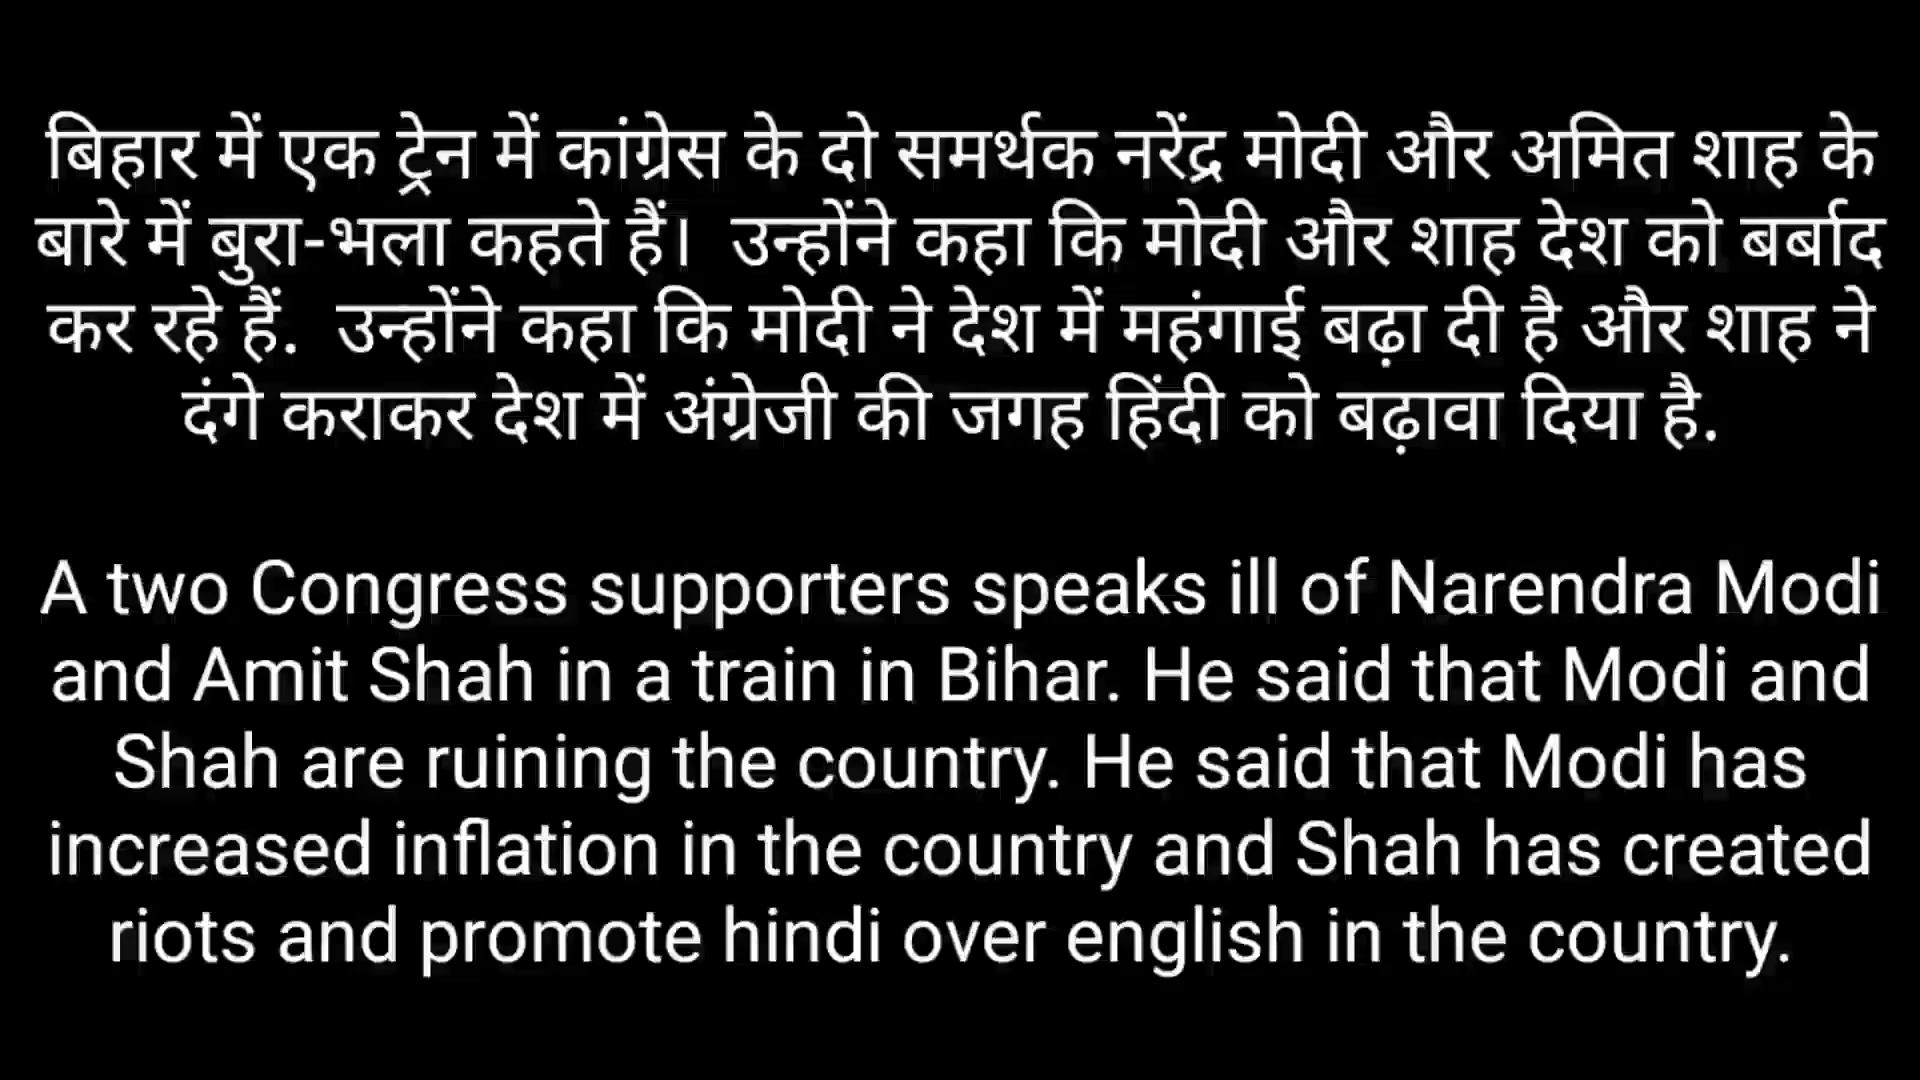 बिहार में एक ट्रेन में कांग्रेस के दो समर्थक नरेंद्र मोदी और अमित शाह के
बारे में बुरा-भला कहते हैं।  उन्होंने कहा कि मोदी और शाह देश को बर्बाद
कर रहे हैं.  उन्होंने कहा कि मोदी ने देश में महंगाई बढ़ा दी है और शाह ने
दंगे कराकर देश में अंग्रेजी की जगह हिंदी को बढ़ावा दिया है.
A two Congress supporters speaks ill of Narendra Modi
and Amit Shah in a train in Bihar. He said that Modi and
Shah are ruining the country. He said that Modi has
increased inflation in the country and Shah has created
riots and promote hindi over english in the country.